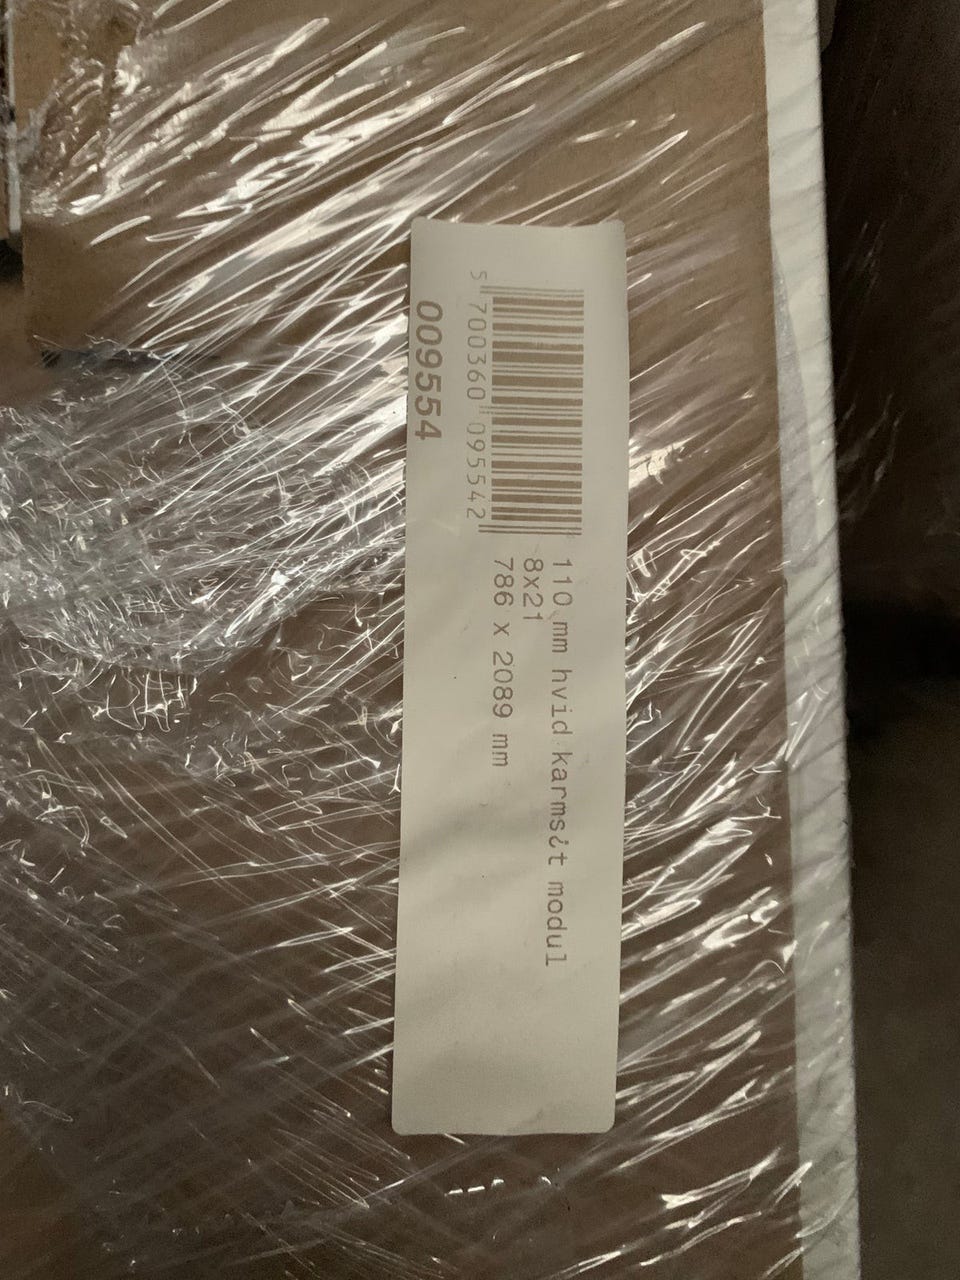 110 mm hvid karms¿t modul
8x21
786 x 2089 mm
5 700360 095542
009554